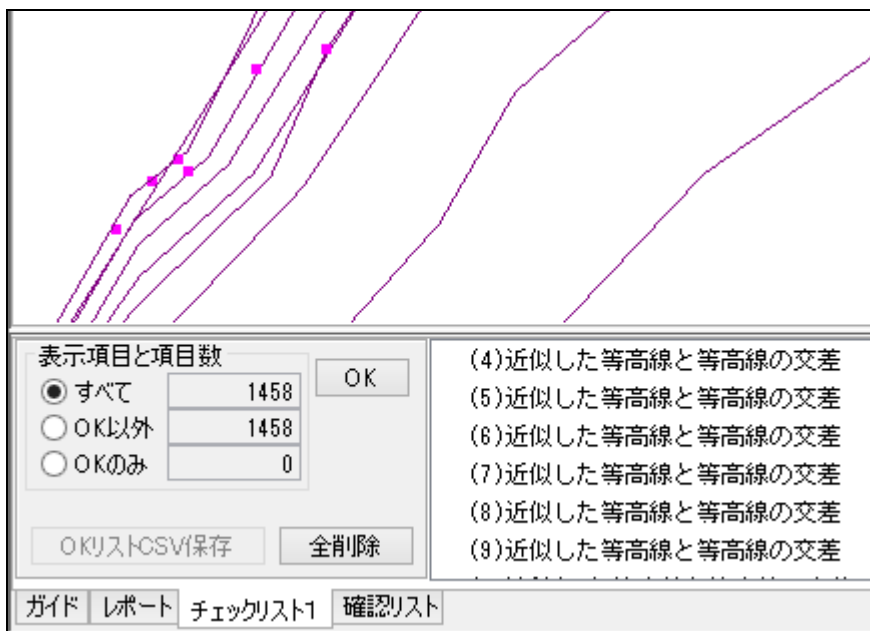 表示項目と項目数
すべて 1458
OK以外 1458
OKのみ 0
OK
OKリストCSV保存 全削除
(4)近似した等高線と等高線の交差
(5)近似した等高線と等高線の交差
(6)近似した等高線と等高線の交差
(7)近似した等高線と等高線の交差
(8)近似した等高線と等高線の交差
(9)近似した等高線と等高線の交差
ガイド レポート チェックリスト1 確認リスト